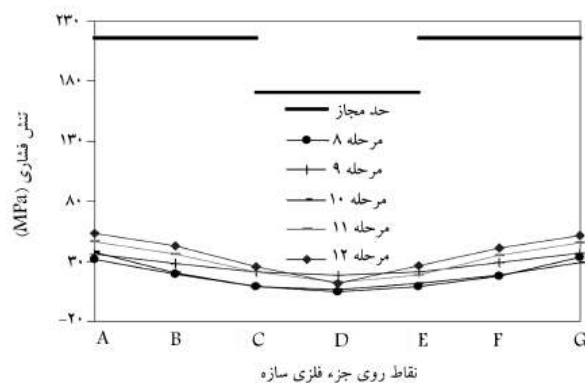 ۲۳۰
۱۸۰
۱۳۰
۸۰
۳۰
-۲۰
تنش فشاری (MPa)
حد مجاز
مرحله ۸
مرحله ۹
مرحله ۱۰
مرحله ۱۱
مرحله ۱۲
A B C D E F G
نقاط روی جزء فلزی سازه